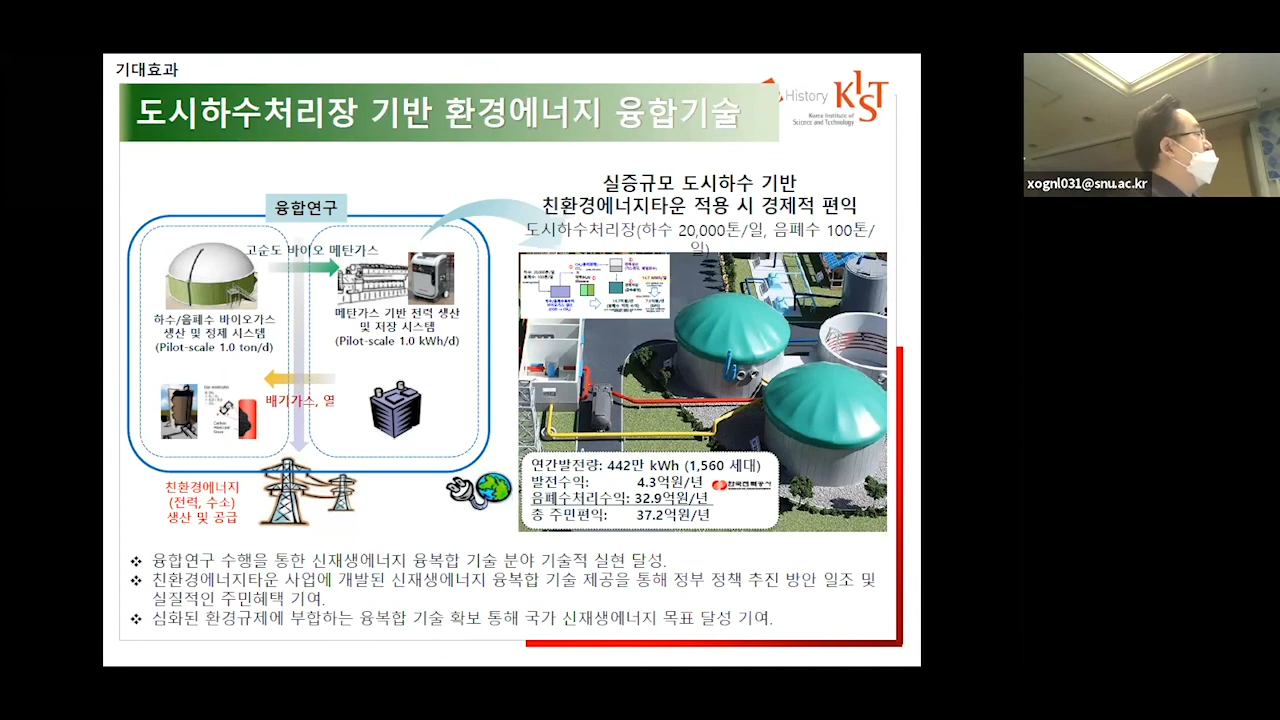 기대효과
도시하수처리장 기반 환경에너지 융합기술
History KIST
Korea Institute of
Science and Technology
xognl031@snu.ac.kr
융합연구
고순도 바이오 메탄가스
하수/음폐수 바이오가스
생산 및 정제 시스템
(Pilot-scale 1.0 ton/d)
메탄가스 기반 전력 생산
및 저장 시스템
(Pilot-scale 1.0 kWh/d)
배기가스, 열
친환경에너지
(전력, 수소)
생산 및 공급
실증규모 도시하수 기반
친환경에너지타운 적용 시 경제적 편익
도시하수처리장(하수 20,000톤/일, 음폐수 100톤/
일)
연간발전량: 442만 kWh (1,560 세대)
발전수익: 4.3억원/년
한국전력공사
음폐수처리수익: 32.9억원/년
총 주민편익: 37.2억원/년
❖ 융합연구 수행을 통한 신재생에너지 융복합 기술 분야 기술적 실현 달성.
❖ 친환경에너지타운 사업에 개발된 신재생에너지 융복합 기술 제공을 통해 정부 정책 추진 방안 일조 및
실질적인 주민혜택 기여.
❖ 심화된 환경규제에 부합하는 융복합 기술 확보 통해 국가 신재생에너지 목표 달성 기여.